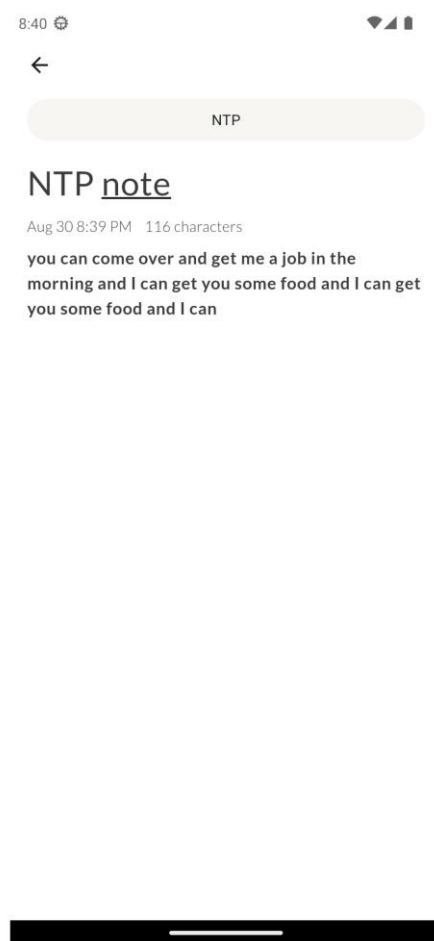 8:40
NTP
NTP note
Aug 30 8:39 PM 116 characters
you can come over and get me a job in the
morning and I can get you some food and I can get
you some food and I can